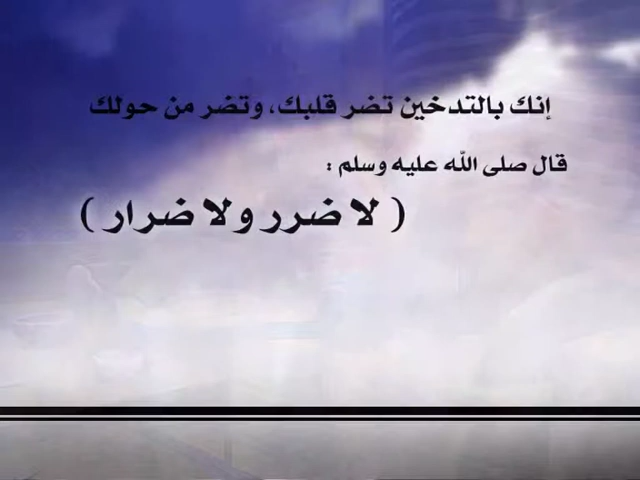 إنك بالتدخين تضر قلبك، وتضر من حولك
قال صلى الله عليه وسلم :
( لا ضرر ولا ضرار )